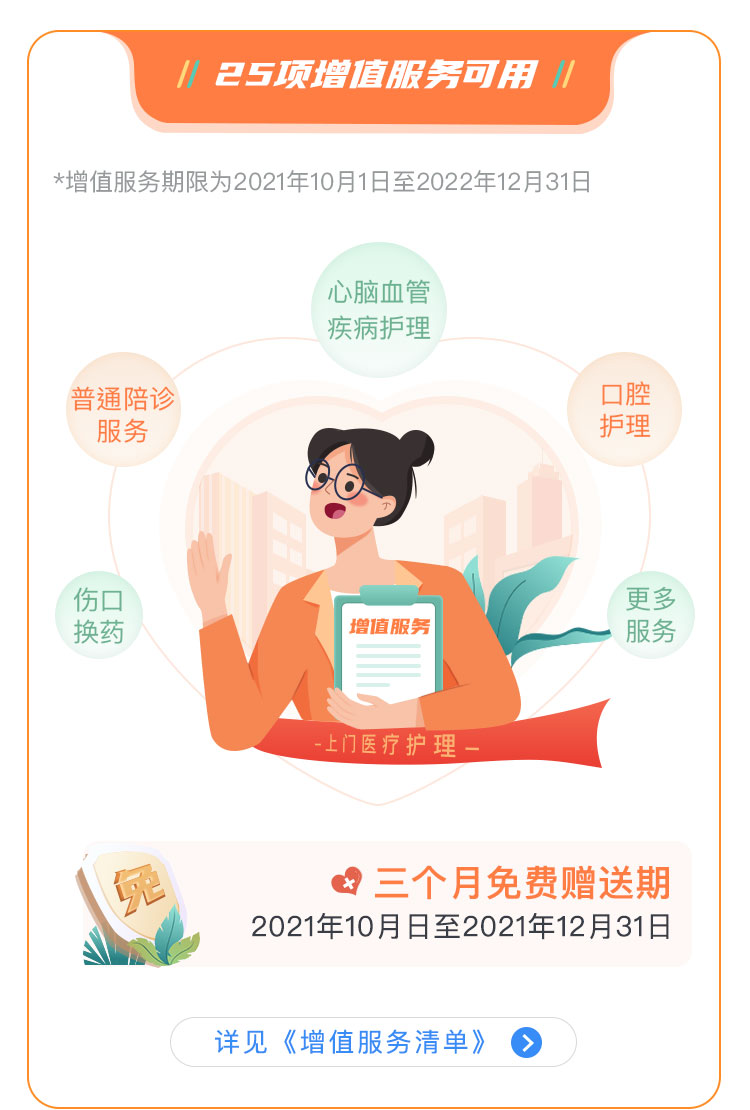 25项增值服务可用
*增值服务期限为2021年10月1日至2022年12月31日
心脑血管
疾病护理
普通陪诊
服务
口腔
护理
伤口
换药
更多
服务
增值服务
-上门医疗护理-
免
三个月免费赠送期
2021年10月日至2021年12月31日
详见《增值服务清单》